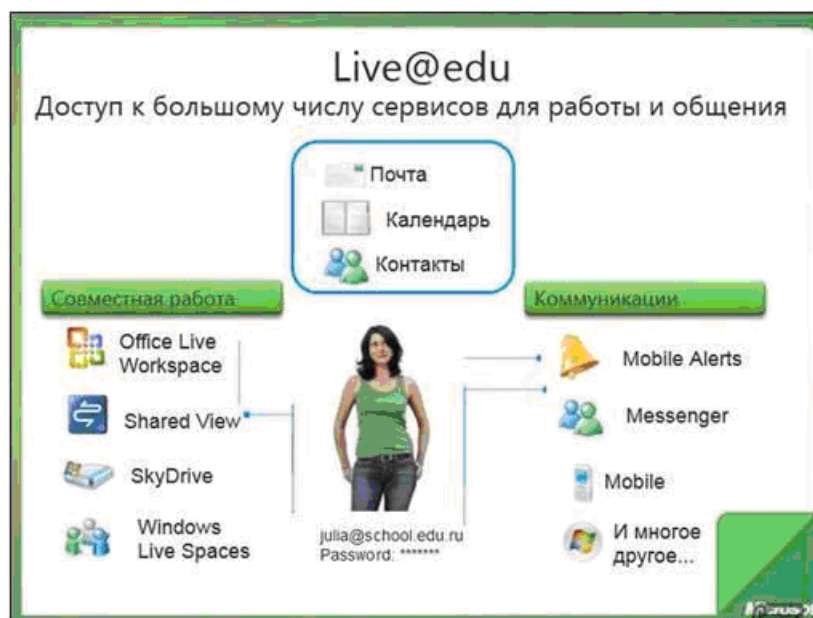 Live@edu
Доступ к большому числу сервисов для работы и общения
Почта
Календарь
Контакты
Совместная работа
Office Live
Workspace
Shared View
SkyDrive
Windows
Live Spaces
julia@school.edu.ru
Password: *******
Коммуникации
Mobile Alerts
Messenger
Mobile
И многое
другое...